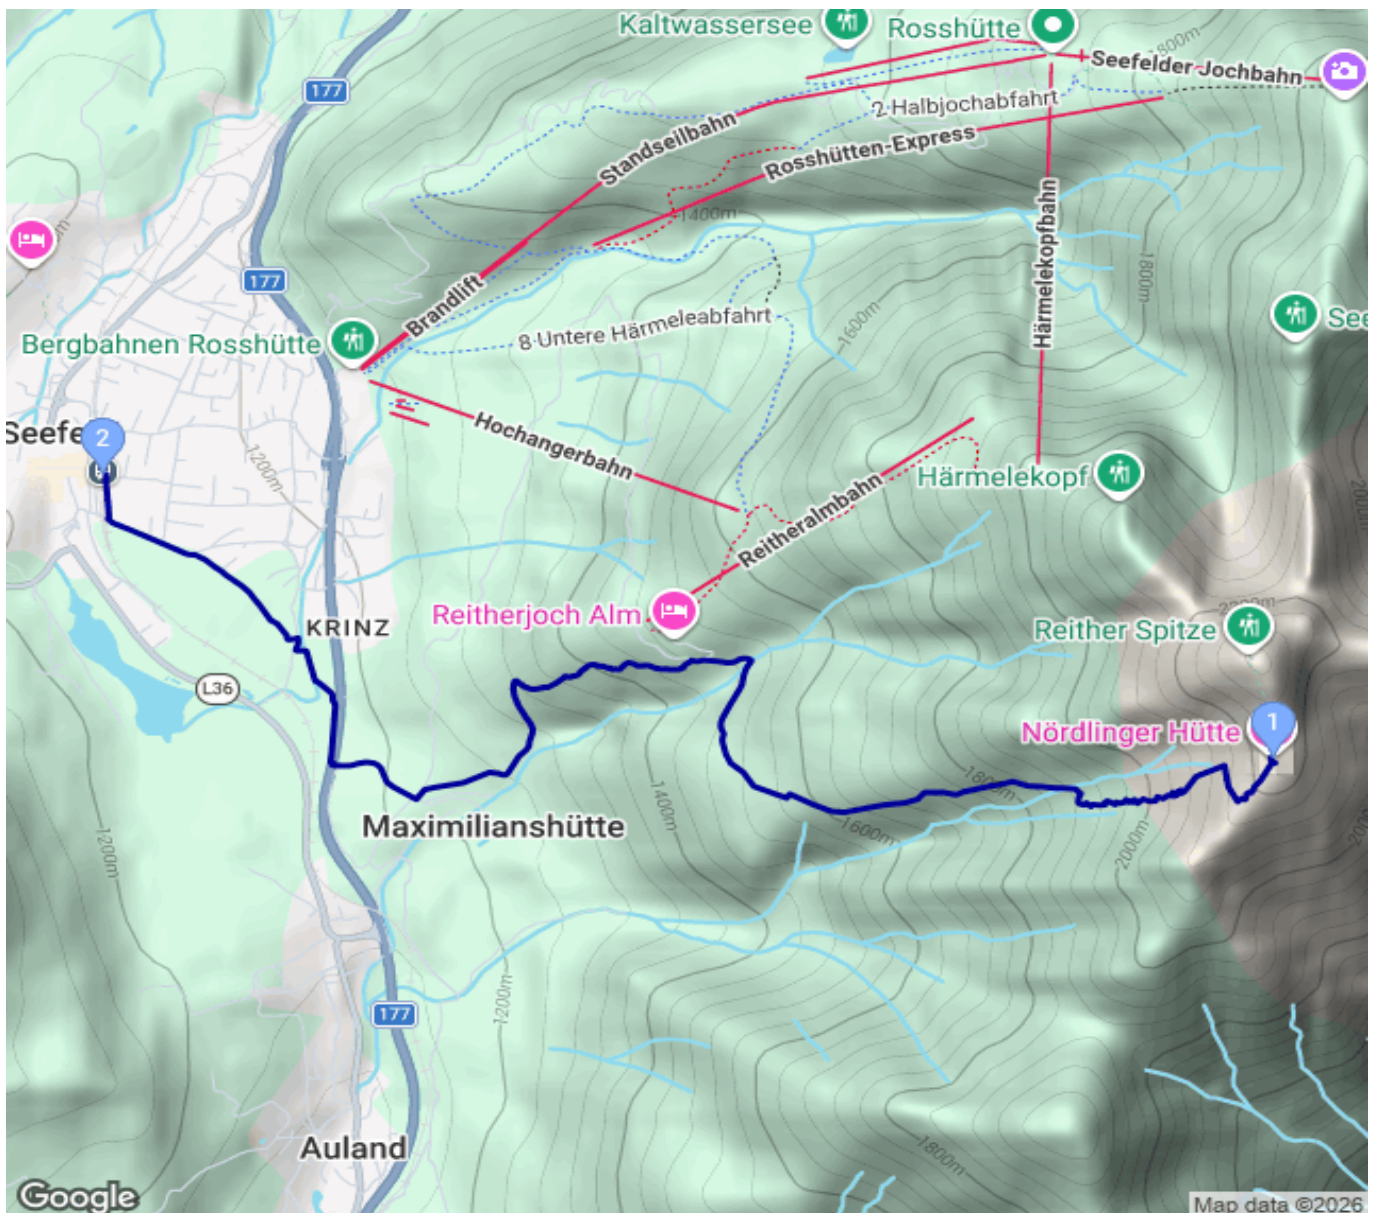 Kaltwassersee
Rosshütte
1800m
Seefelder Jochbahn
177
2 Halbjochabfahrt
Standseilbahn
Rosshütten-Express
1400m
Härmelekopfbahn
1800m
177
Brandlift
8 Untere Härmeleabfahrt
1600m
See
Bergbahnen Rosshütte
Seefe
2
1200m
Hochangerbahn
Härmelekopf
Reitheralmbahn
Reitherjoch Alm
KRINZ
Reither Spitze
L36
Nördlinger Hütte
1
1800m
1400m
1600m
Maximilianshütte
2000m
1200m
1200m
177
Auland
1800m
Google
Map data ©2026